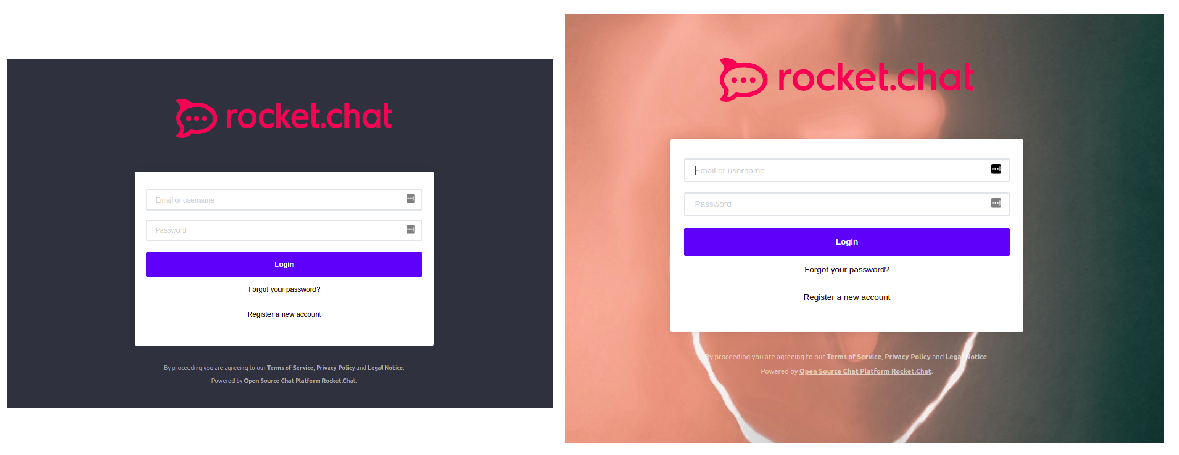 rocket.chat
Email or username
Password
Login
Forgot your password?
Register a new account
By proceeding you are agreeing to our Terms of Service, Privacy Policy and Legal Notice.
Powered by Open Source Chat Platform Rocket.Chat.
rocket.chat
Email or username
Password
Login
Forgot your password?
Register a new account
By proceeding you are agreeing to our Terms of Service, Privacy Policy and Legal Notice
Powered by Open Source Chat Platform Rocket.Chat.